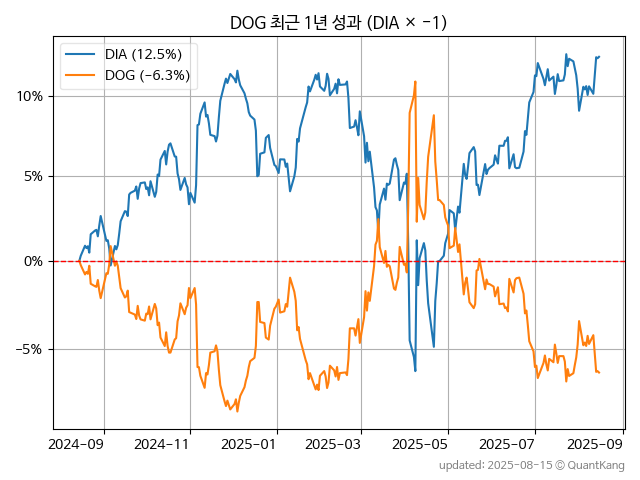 DOG 최근 1년 성과 (DIA × −1)
DIA (12.5%)
DOG (−6.3%)
10%
5%
0%
−5%
2024-09 2024-11 2025-01 2025-03 2025-05 2025-07 2025-09
updated: 2025-08-15 © QuantKang